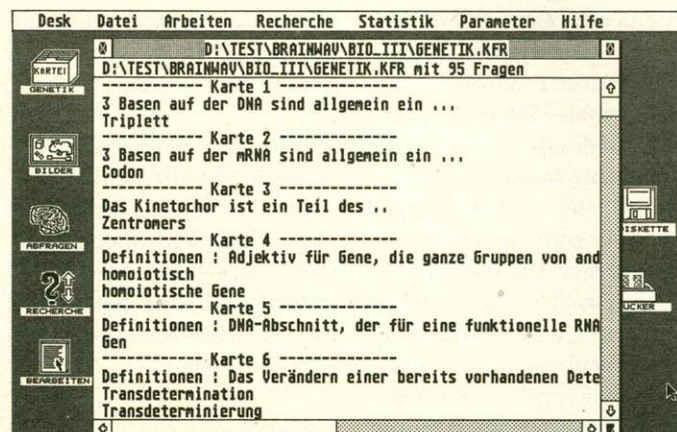 Desk Datei Arbeiten Recherche Statistik Parameter Hilfe
D:\TEST\BRAINWAV\BIO_III\GENETIK.KFR
D:\TEST\BRAINWAV\BIO_III\GENETIK.KFR mit 95 Fragen
------------ Karte 1 --------------
3 Basen auf der DNA sind allgemein ein ...
Triplett
------------ Karte 2 --------------
3 Basen auf der mRNA sind allgemein ein ...
Codon
------------ Karte 3 --------------
Das Kinetochor ist ein Teil des ..
Zentromers
------------ Karte 4 --------------
Definitionen : Adjektiv für Gene, die ganze Gruppen von and
homoiotisch
homoiotische Gene
------------ Karte 5 --------------
Definitionen : DNA-Abschnitt, der für eine funktionelle RNA
Gen
------------ Karte 6 --------------
Definitionen : Das Verändern einer bereits vorhandenen Dete
Transdetermination
Transdeterminierung
KARTEI
GENETIK
BILDER
ABFRAGEN
RECHERCHE
BEARBEITEN
ISKETTE
UCKER